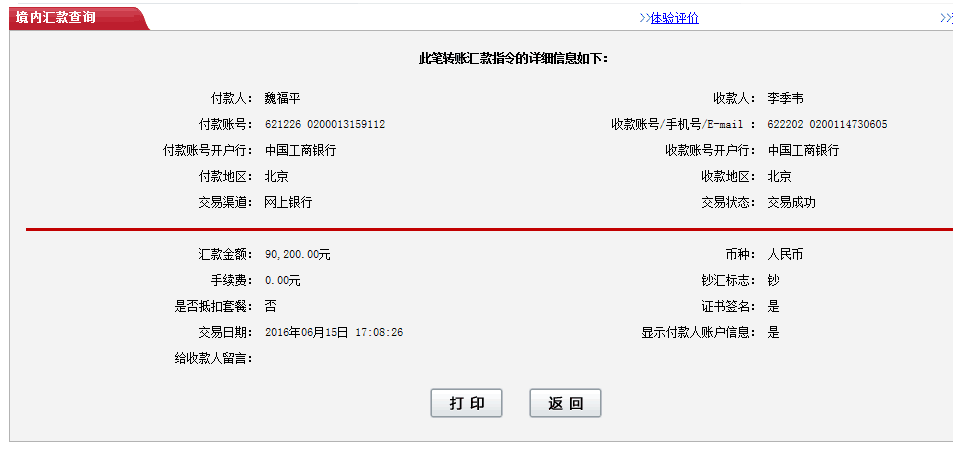 境内汇款查询 >>体验评价 >>
此笔转账汇款指令的详细信息如下：
付款人： 魏福平 收款人： 李季韦
付款账号： 621226 0200013159112 收款账号/手机号/E-mail ： 622202 0200114730605
付款账号开户行： 中国工商银行 收款账号开户行： 中国工商银行
付款地区： 北京 收款地区： 北京
交易渠道： 网上银行 交易状态： 交易成功
汇款金额： 90,200.00元 币种： 人民币
手续费： 0.00元 钞汇标志： 钞
是否抵扣套餐： 否 证书签名： 是
交易日期： 2016年06月15日 17:08:26 显示付款人账户信息： 是
给收款人留言：
打 印 返 回